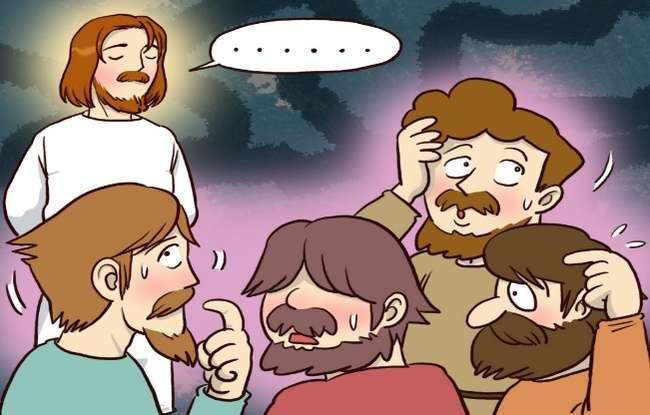 . . . . . .